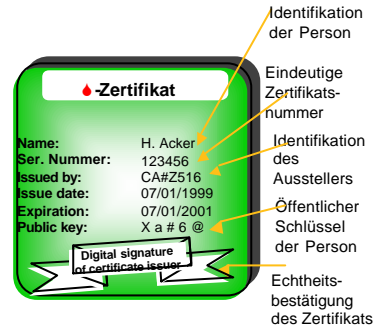 Identifikation
der Person
-Zertifikat
Eindeutige
Zertifikats-
nummer
Name: H. Acker
Ser. Nummer: 123456
Issued by: CA#Z516
Issue date: 07/01/1999
Expiration: 07/01/2001
Public key: X a # 6 @
Identifikation
des
Ausstellers
Öffentlicher
Schlüssel
der Person
Digital signature
of certificate issuer
Echtheits-
bestätigung
des Zertifikats